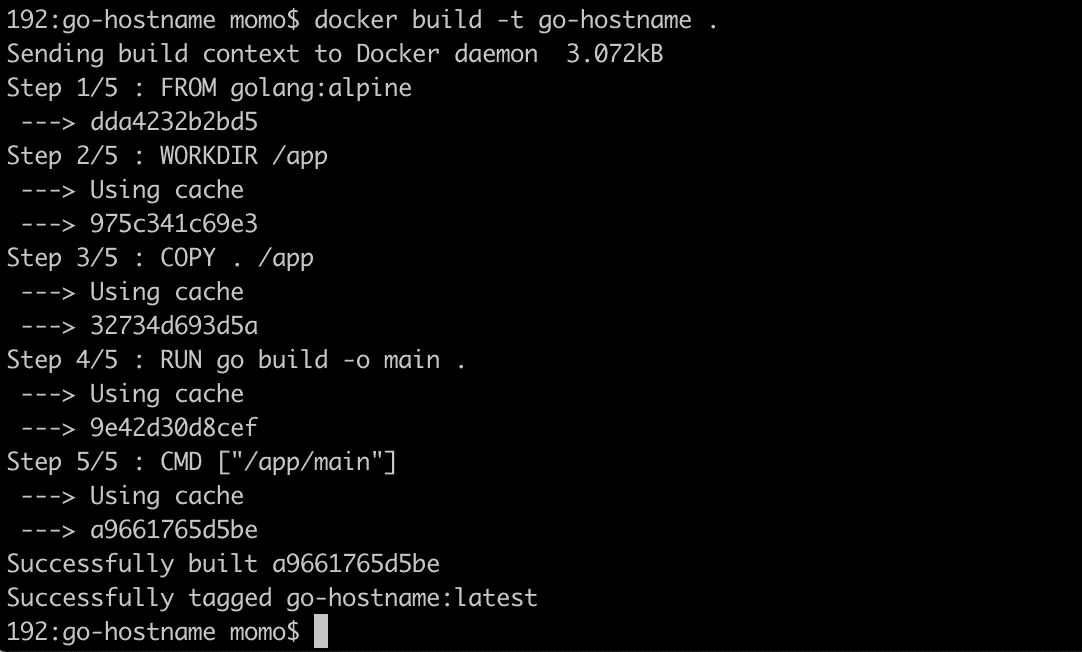 192:go-hostname momo$ docker build -t go-hostname .
Sending build context to Docker daemon  3.072kB
Step 1/5 : FROM golang:alpine
 ---> dda4232b2bd5
Step 2/5 : WORKDIR /app
 ---> Using cache
 ---> 975c341c69e3
Step 3/5 : COPY . /app
 ---> Using cache
 ---> 32734d693d5a
Step 4/5 : RUN go build -o main .
 ---> Using cache
 ---> 9e42d30d8cef
Step 5/5 : CMD ["/app/main"]
 ---> Using cache
 ---> a9661765d5be
Successfully built a9661765d5be
Successfully tagged go-hostname:latest
192:go-hostname momo$